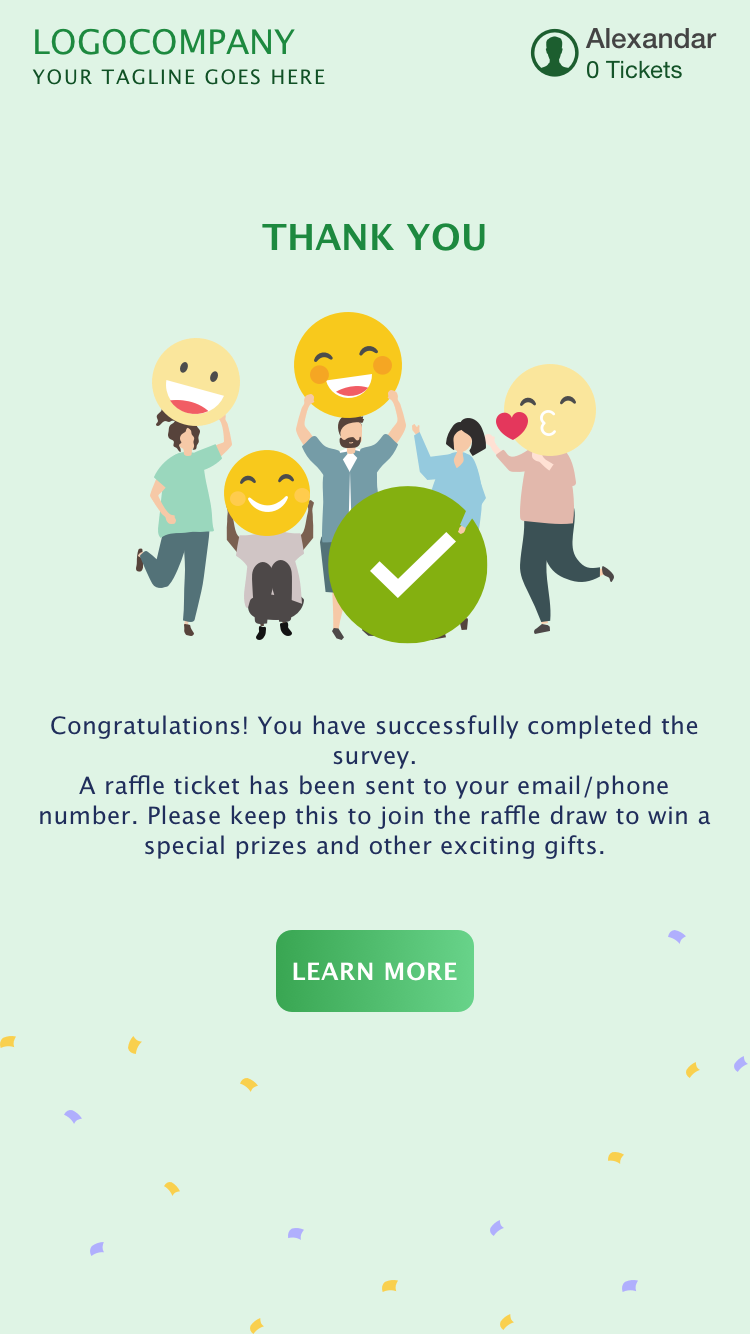 LOGOCOMPANY
YOUR TAGLINE GOES HERE
Alexandar
0 Tickets
THANK YOU
Congratulations! You have successfully completed the
survey.
A raffle ticket has been sent to your email/phone
number. Please keep this to join the raffle draw to win a
special prizes and other exciting gifts.
LEARN MORE